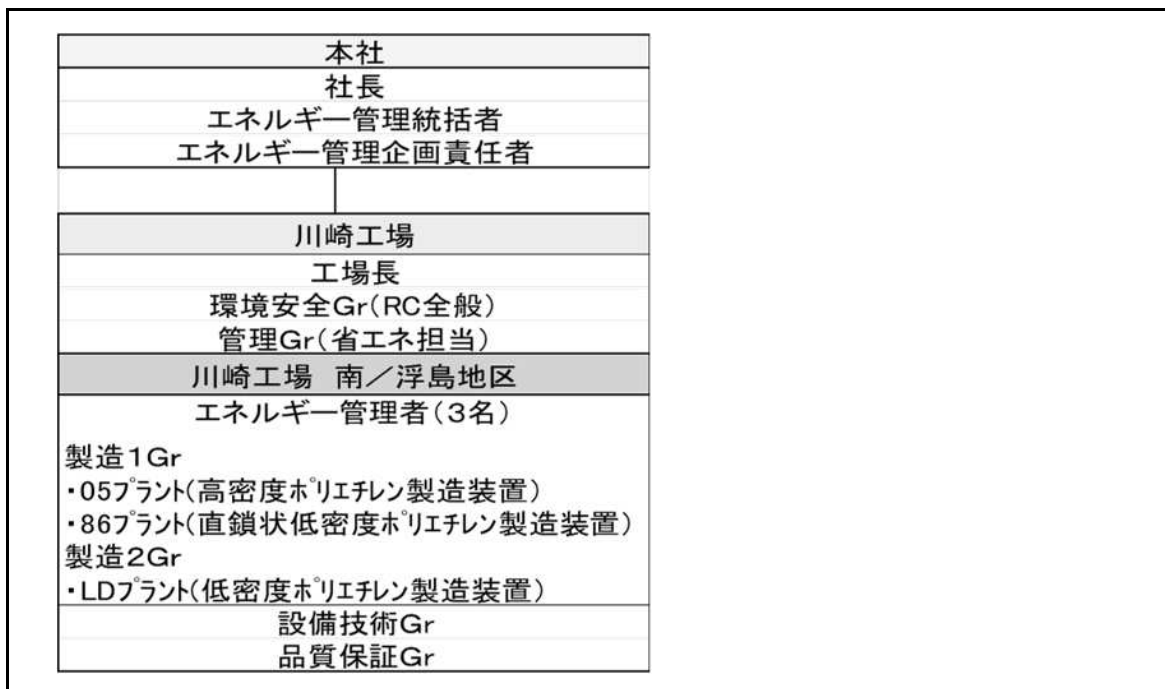 本社
社長
エネルギー管理統括者
エネルギー管理企画責任者
川崎工場
工場長
環境安全Gr(RC全般)
管理Gr(省エネ担当)
川崎工場 南／浮島地区
エネルギー管理者(3名)
製造1Gr
・05ﾌﾟﾗﾝﾄ(高密度ﾎﾟﾘｴﾁﾚﾝ製造装置)
・86ﾌﾟﾗﾝﾄ(直鎖状低密度ﾎﾟﾘｴﾁﾚﾝ製造装置)
製造2Gr
・LDﾌﾟﾗﾝﾄ(低密度ﾎﾟﾘｴﾁﾚﾝ製造装置)
設備技術Gr
品質保証Gr